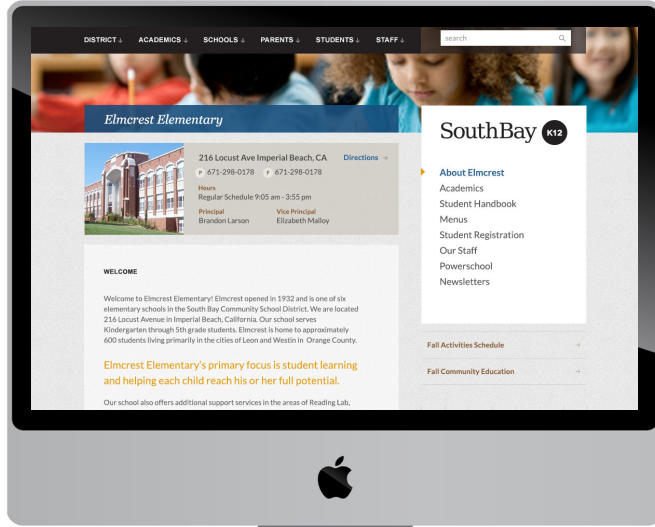 DISTRICT ↓ ACADEMICS ↓ SCHOOLS ↓ PARENTS ↓ STUDENTS ↓ STAFF ↓
search
Elmcrest Elementary
216 Locust Ave Imperial Beach, CA Directions →
P 671-298-0178 F 671-298-0178
Hours
Regular Schedule 9:05 am - 3:55 pm
Principal Vice Principal
Brandon Larson Elizabeth Malloy
SouthBay K12
About Elmcrest
Academics
Student Handbook
Menus
Student Registration
Our Staff
Powerschool
Newsletters
WELCOME
Welcome to Elmcrest Elementary! Elmcrest opened in 1932 and is one of six
elementary schools in the South Bay Community School District. We are located
216 Locust Avenue in Imperial Beach, California. Our school serves
Kindergarten through 5th grade students. Elmcrest is home to approximately
600 students living primarily in the cities of Leon and Westin in Orange County.
Elmcrest Elementary's primary focus is student learning
and helping each child reach his or her full potential.
Our school also offers additional support services in the areas of Reading Lab,
Fall Activities Schedule →
Fall Community Education →